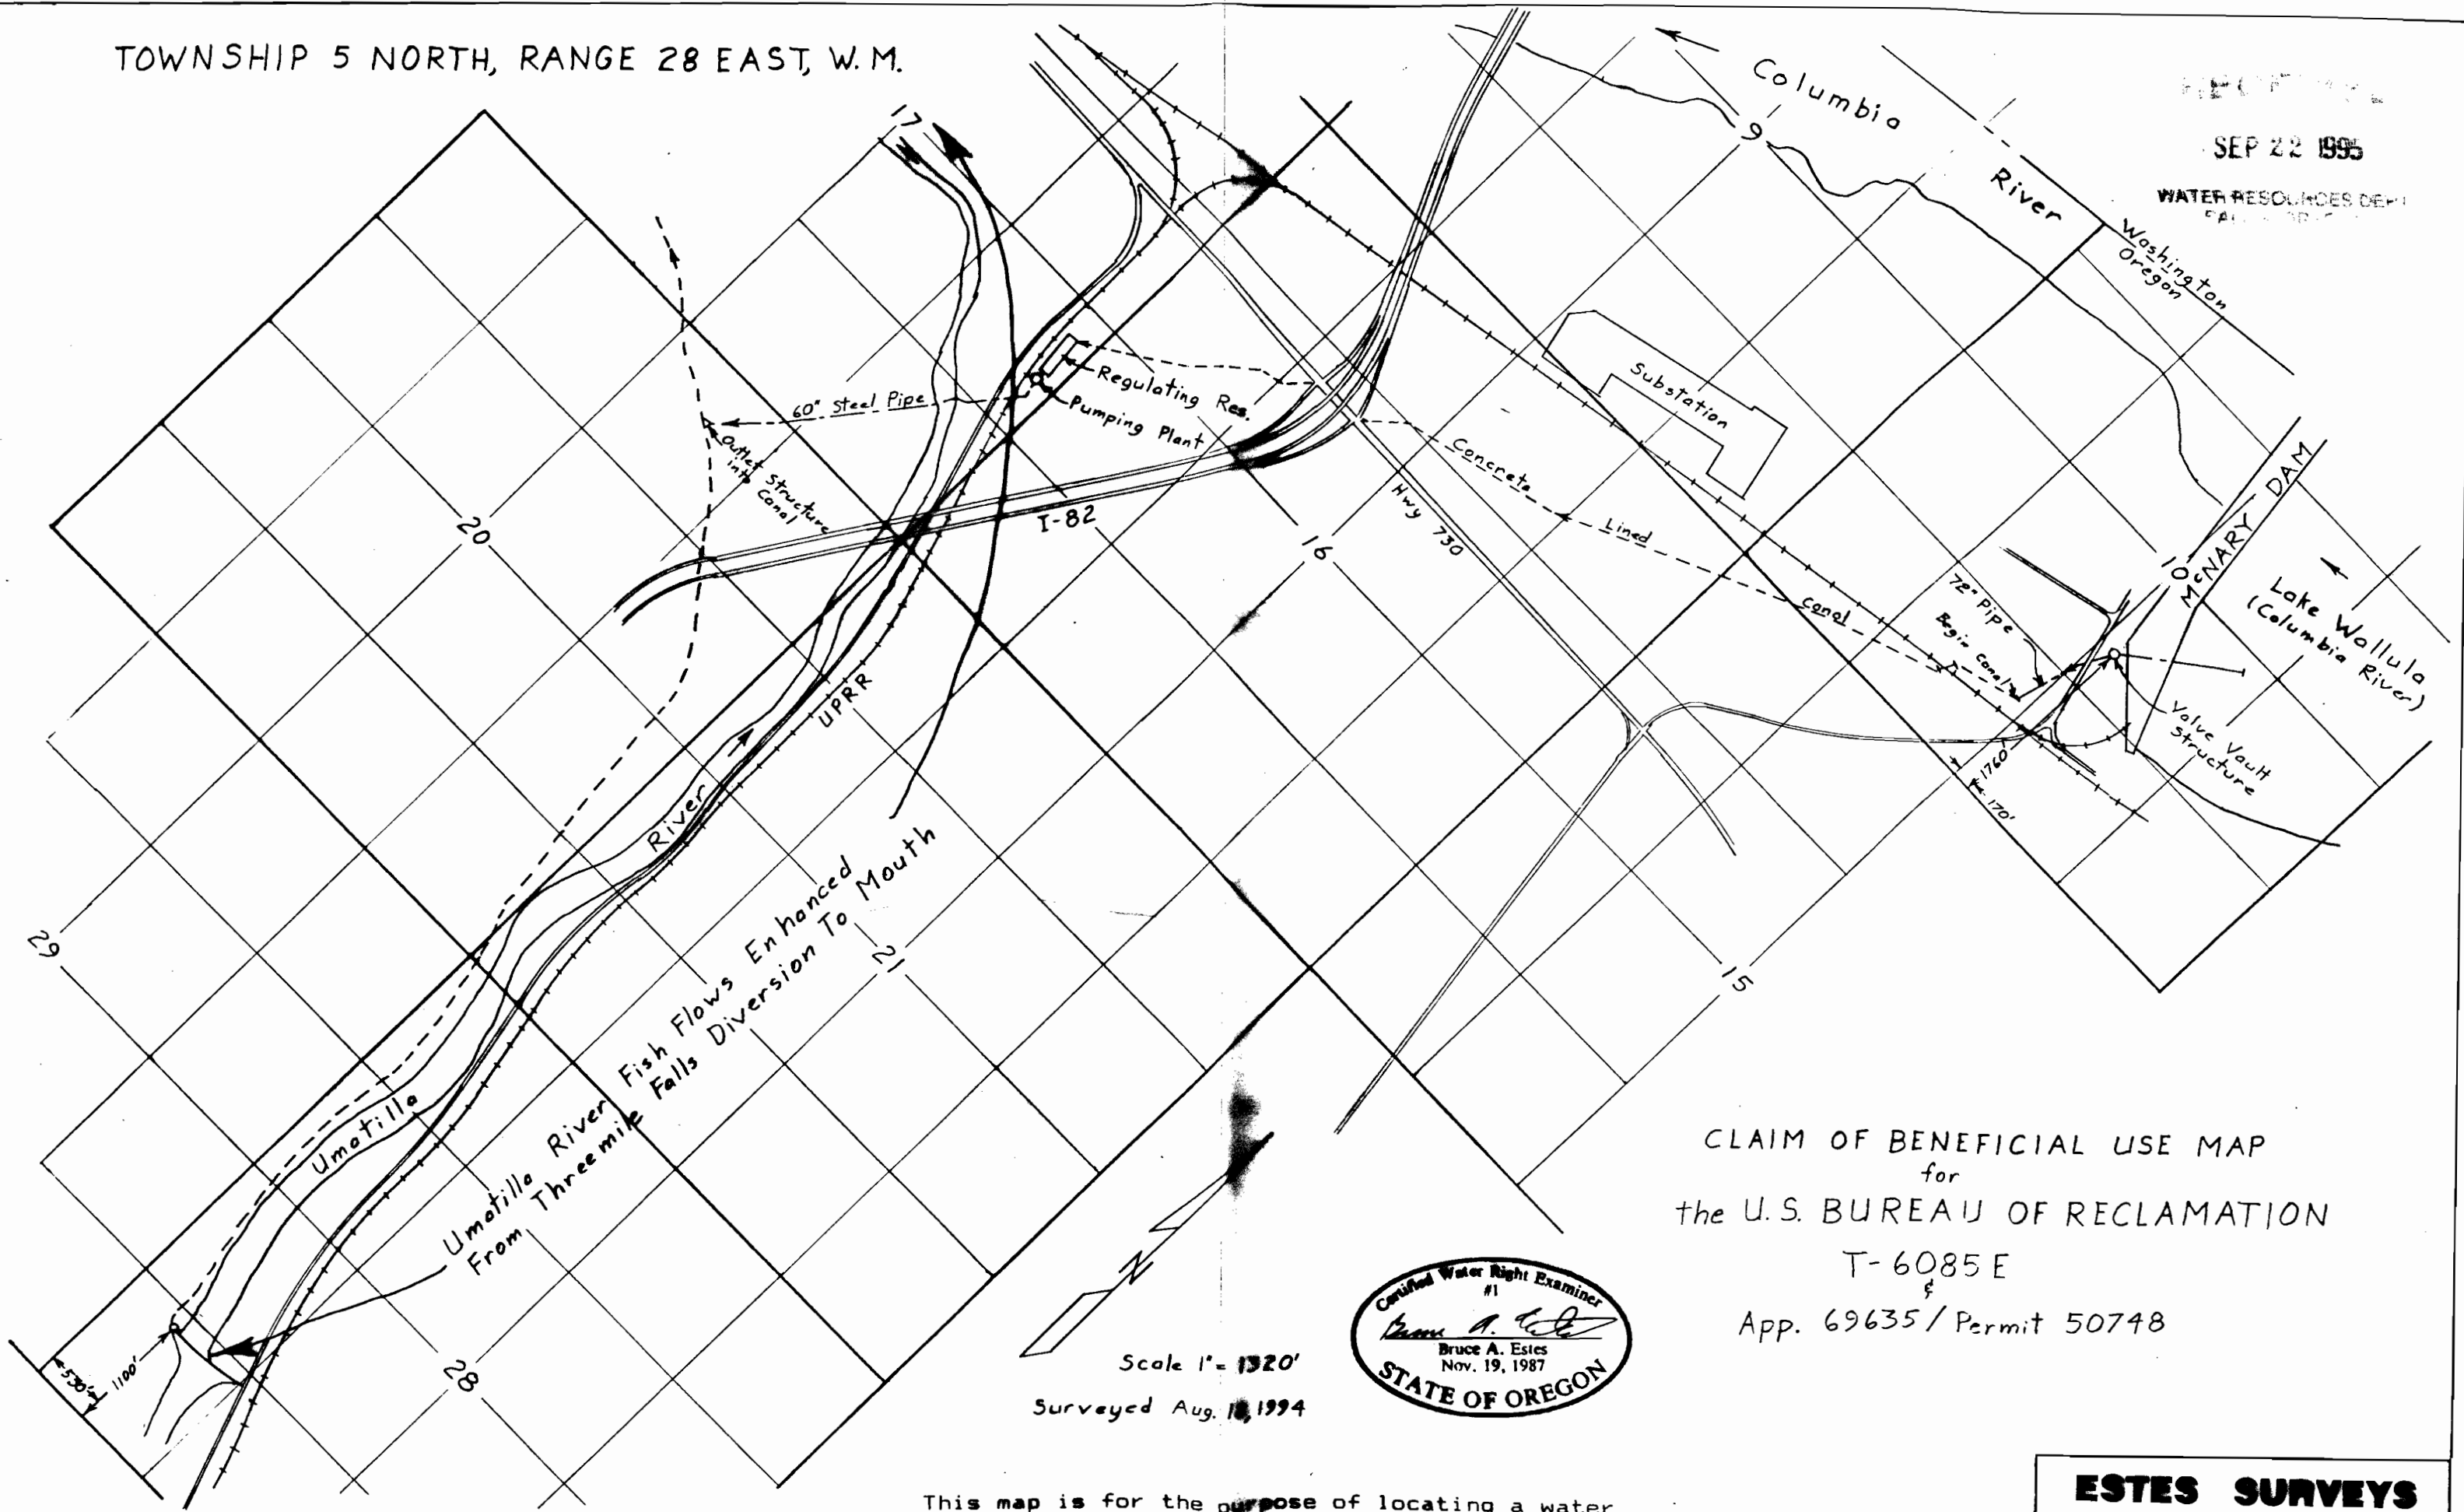 TOWNSHIP 5 NORTH, RANGE 28 EAST, W.M.
17
Columbia
River
9
SEP 22 1995
WATER RESOURCES DEPT
Washington
Oregon
Substation
Regulating Res.
Pumping Plant
60" Steel Pipe
Outlet Structure
into
Canal
20
I-82
Concrete
Lined
Canal
Hwy 730
16
72" Pipe
Begin Canal
10
McNARY DAM
Lake Wallula
(Columbia River)
Valve Vault
Structure
1760'
170'
UPRR
River
29
21
15
Umatilla
Umatilla River Fish Flows Enhanced
From Threemile Falls Diversion To Mouth
530'
1100'
28
N
Scale 1" = 1320'
Surveyed Aug. 18, 1994
Certified Water Right Examiner
#1
Bruce A. Estes
Nov. 19, 1987
STATE OF OREGON
CLAIM OF BENEFICIAL USE MAP
for
the U.S. BUREAU OF RECLAMATION
T-6085 E
&
App. 69635 / Permit 50748
This map is for the purpose of locating a water
ESTES SURVEYS